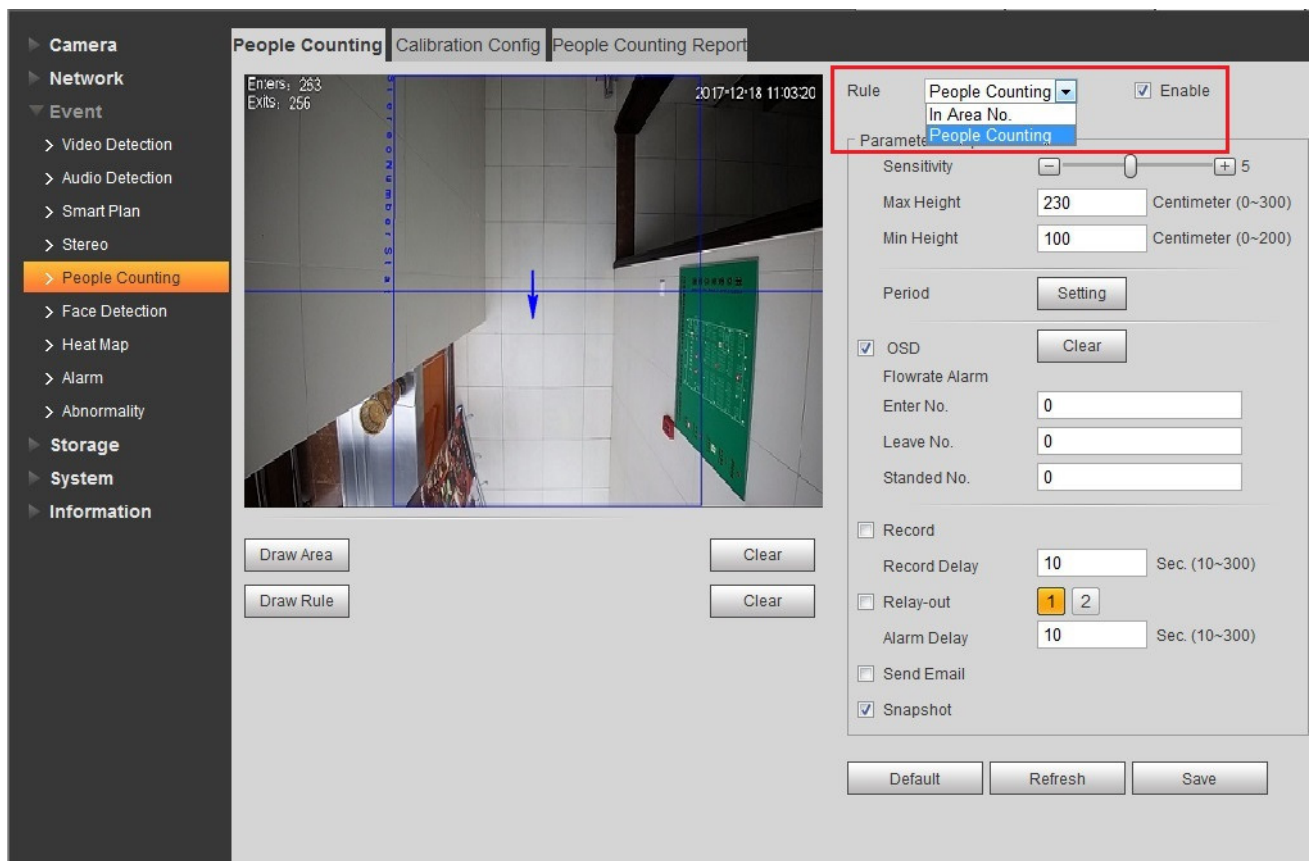 Camera
Network
Event
Video Detection
Audio Detection
Smart Plan
Stereo
People Counting
Face Detection
Heat Map
Alarm
Abnormality
Storage
System
Information
People Counting
Calibration Config
People Counting Report
Enters: 263
Exits: 256
2017-12-18 11:03:20
StereoNumberStat
Draw Area
Clear
Draw Rule
Clear
Rule People Counting Enable
In Area No.
People Counting
Sensitivity - + 5
Max Height 230 Centimeter (0~300)
Min Height 100 Centimeter (0~200)
Period Setting
OSD Clear
Flowrate Alarm
Enter No. 0
Leave No. 0
Standed No. 0
Record
Record Delay 10 Sec. (10~300)
Relay-out 1 2
Alarm Delay 10 Sec. (10~300)
Send Email
Snapshot
Default Refresh Save